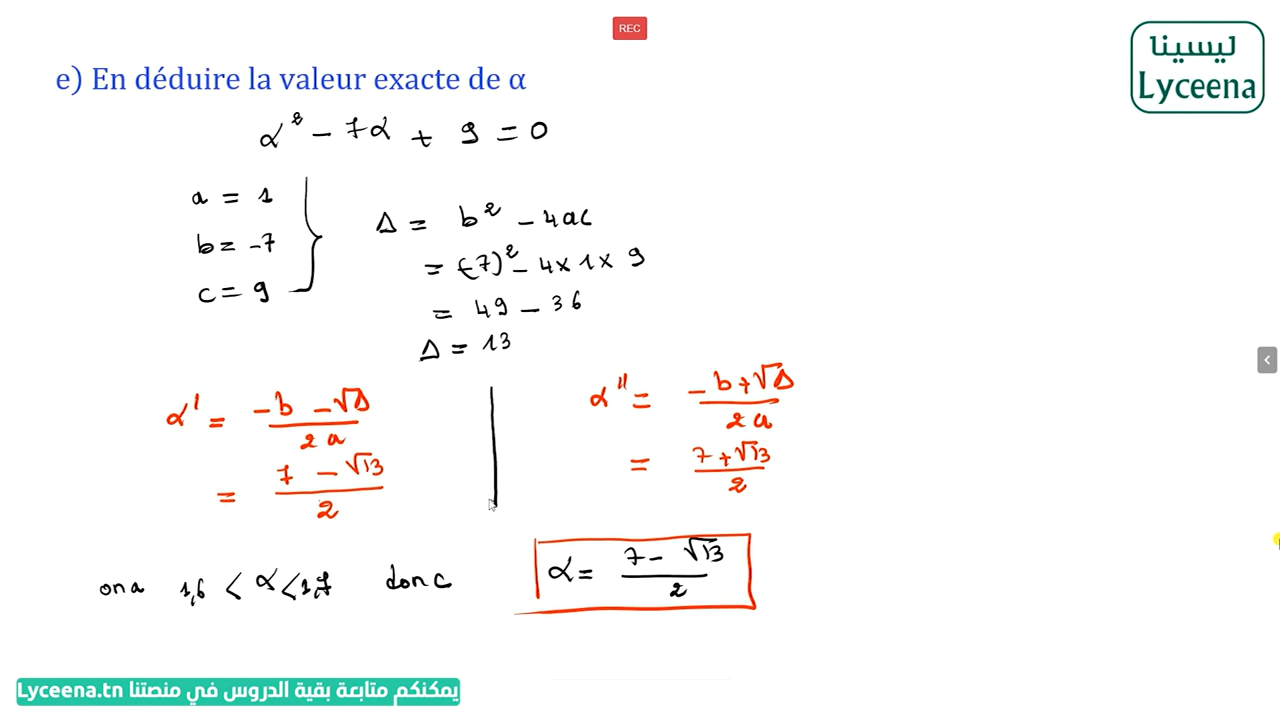 REC
ليسينا
Lyceena
e) En déduire la valeur exacte de α
α² - 7α + 9 = 0
a = 1
b = -7
c = 9
Δ = b² - 4ac
= (-7)² - 4 × 1 × 9
= 49 - 36
Δ = 13
α' = (-b - √Δ) / 2a
= (7 - √13) / 2
α" = (-b + √Δ) / 2a
= (7 + √13) / 2
on a 1,6 < α < 1,7 donc α = (7 - √13) / 2
يمكنكم متابعة بقية الدروس في منصتنا Lyceena.tn